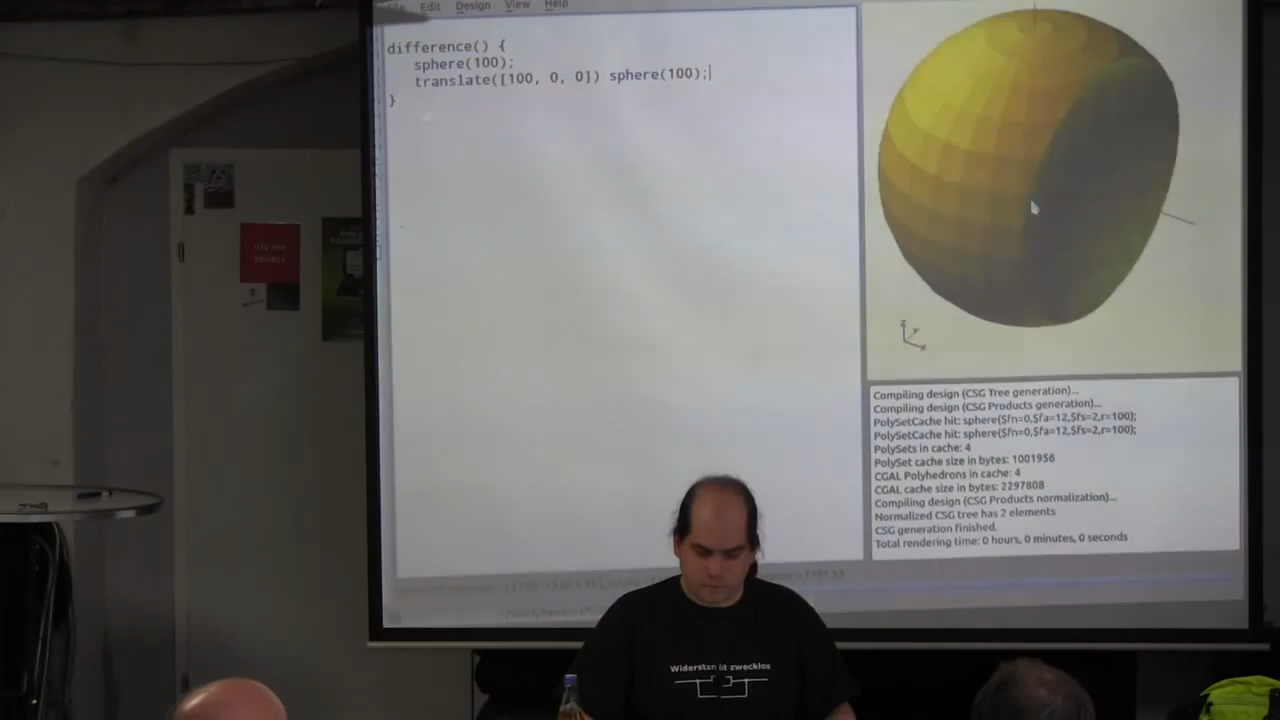 Edit Design View Help
difference() {
sphere(100);
translate([100, 0, 0]) sphere(100);
}
USE THE
SOURCE
z
Y
x
Compiling design (CSG Tree generation)...
Compiling design (CSG Products generation)...
PolySetCache hit: sphere($fn=0,$fa=12,$fs=2,r=100);
PolySetCache hit: sphere($fn=0,$fa=12,$fs=2,r=100);
PolySets in cache: 4
PolySet cache size in bytes: 1001956
CGAL Polyhedrons in cache: 4
CGAL cache size in bytes: 2297808
Compiling design (CSG Products normalization)...
Normalized CSG tree has 2 elements
CSG generation finished.
Total rendering time: 0 hours, 0 minutes, 0 seconds
Widerstan ist zwecklos